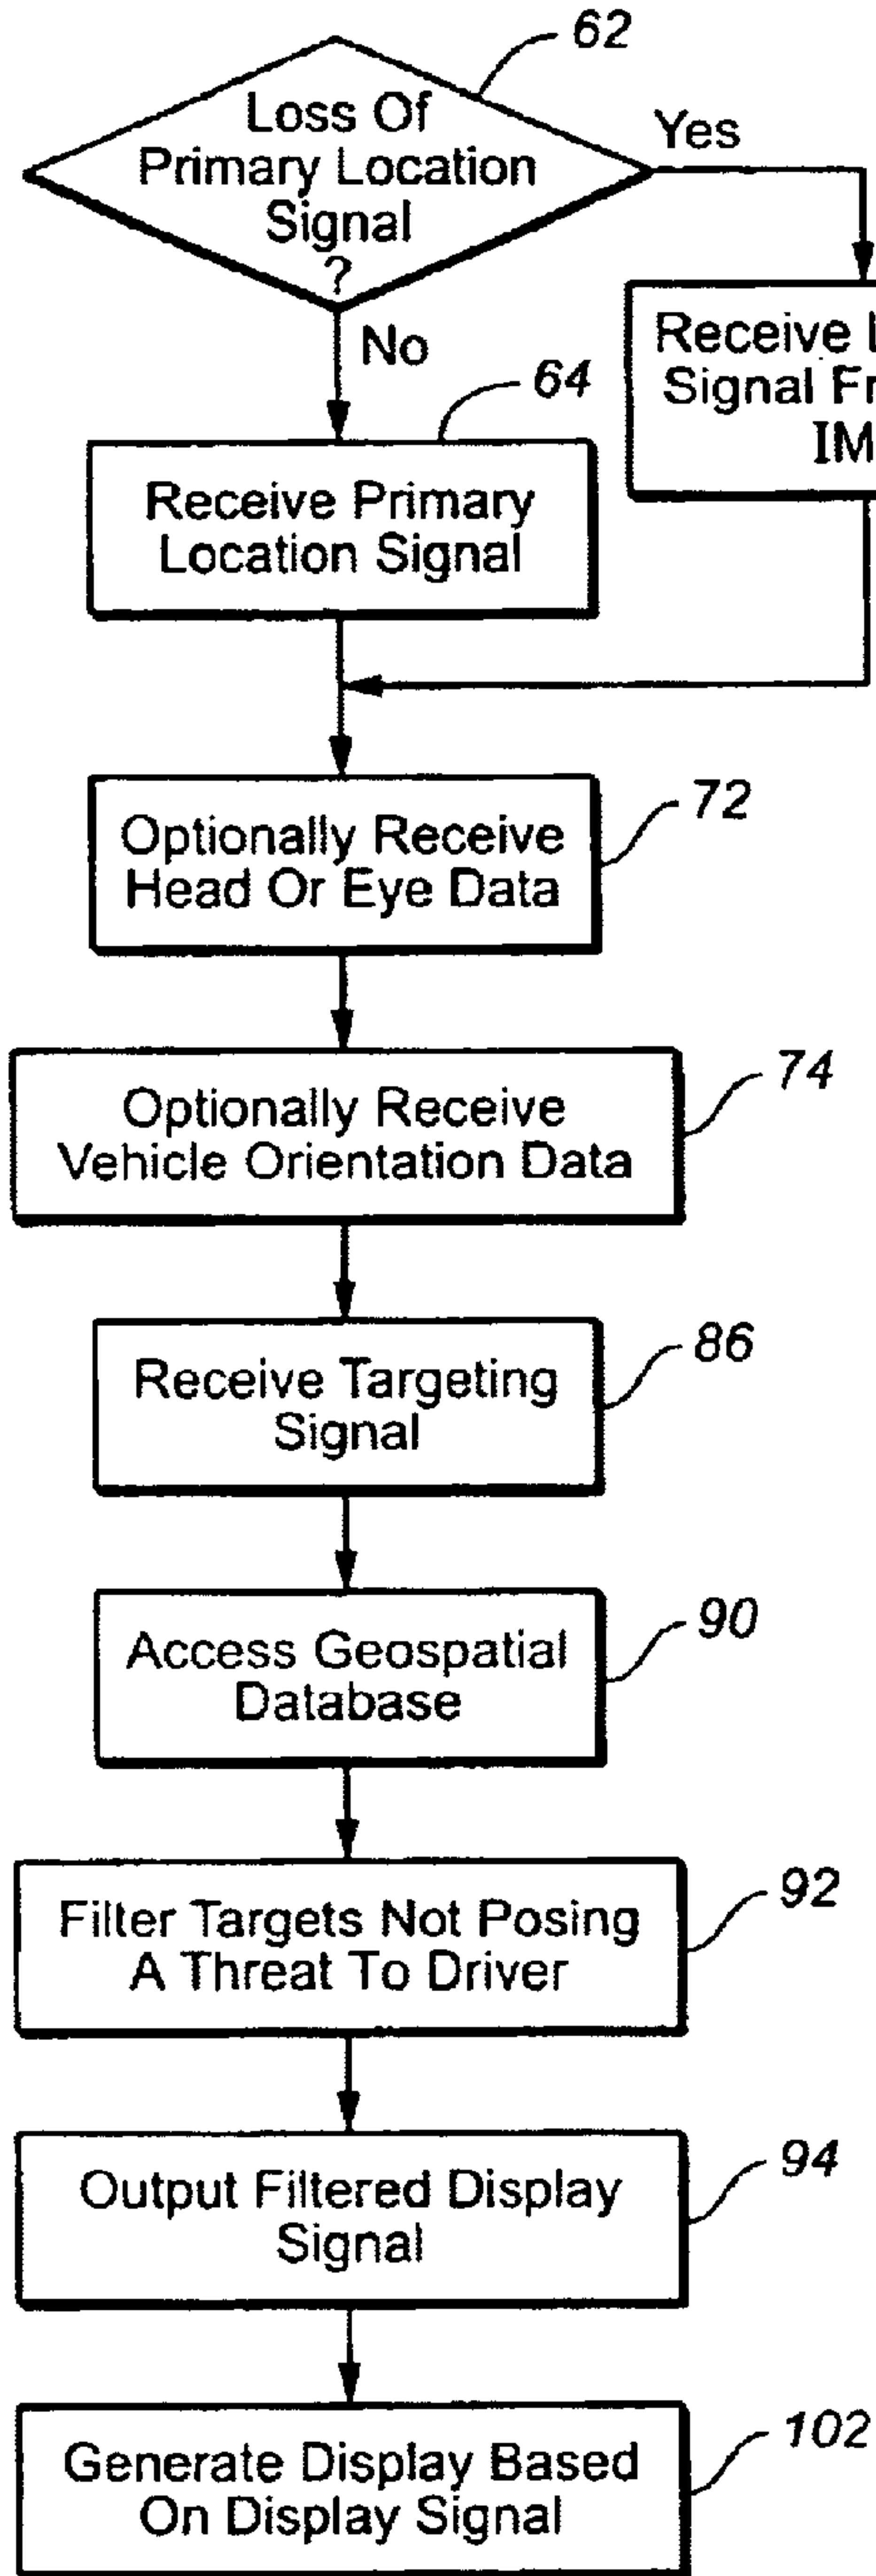 62
Loss Of
Primary Location
Signal
?
Yes
No
64
Receive
Signal
Receive Primary
Location Signal
72
Optionally Receive
Head Or Eye Data
74
Optionally Receive
Vehicle Orientation Data
86
Receive Targeting
Signal
90
Access Geospatial
Database
92
Filter Targets Not Posing
A Threat To Driver
94
Output Filtered Display
Signal
102
Generate Display Based
On Display Signal